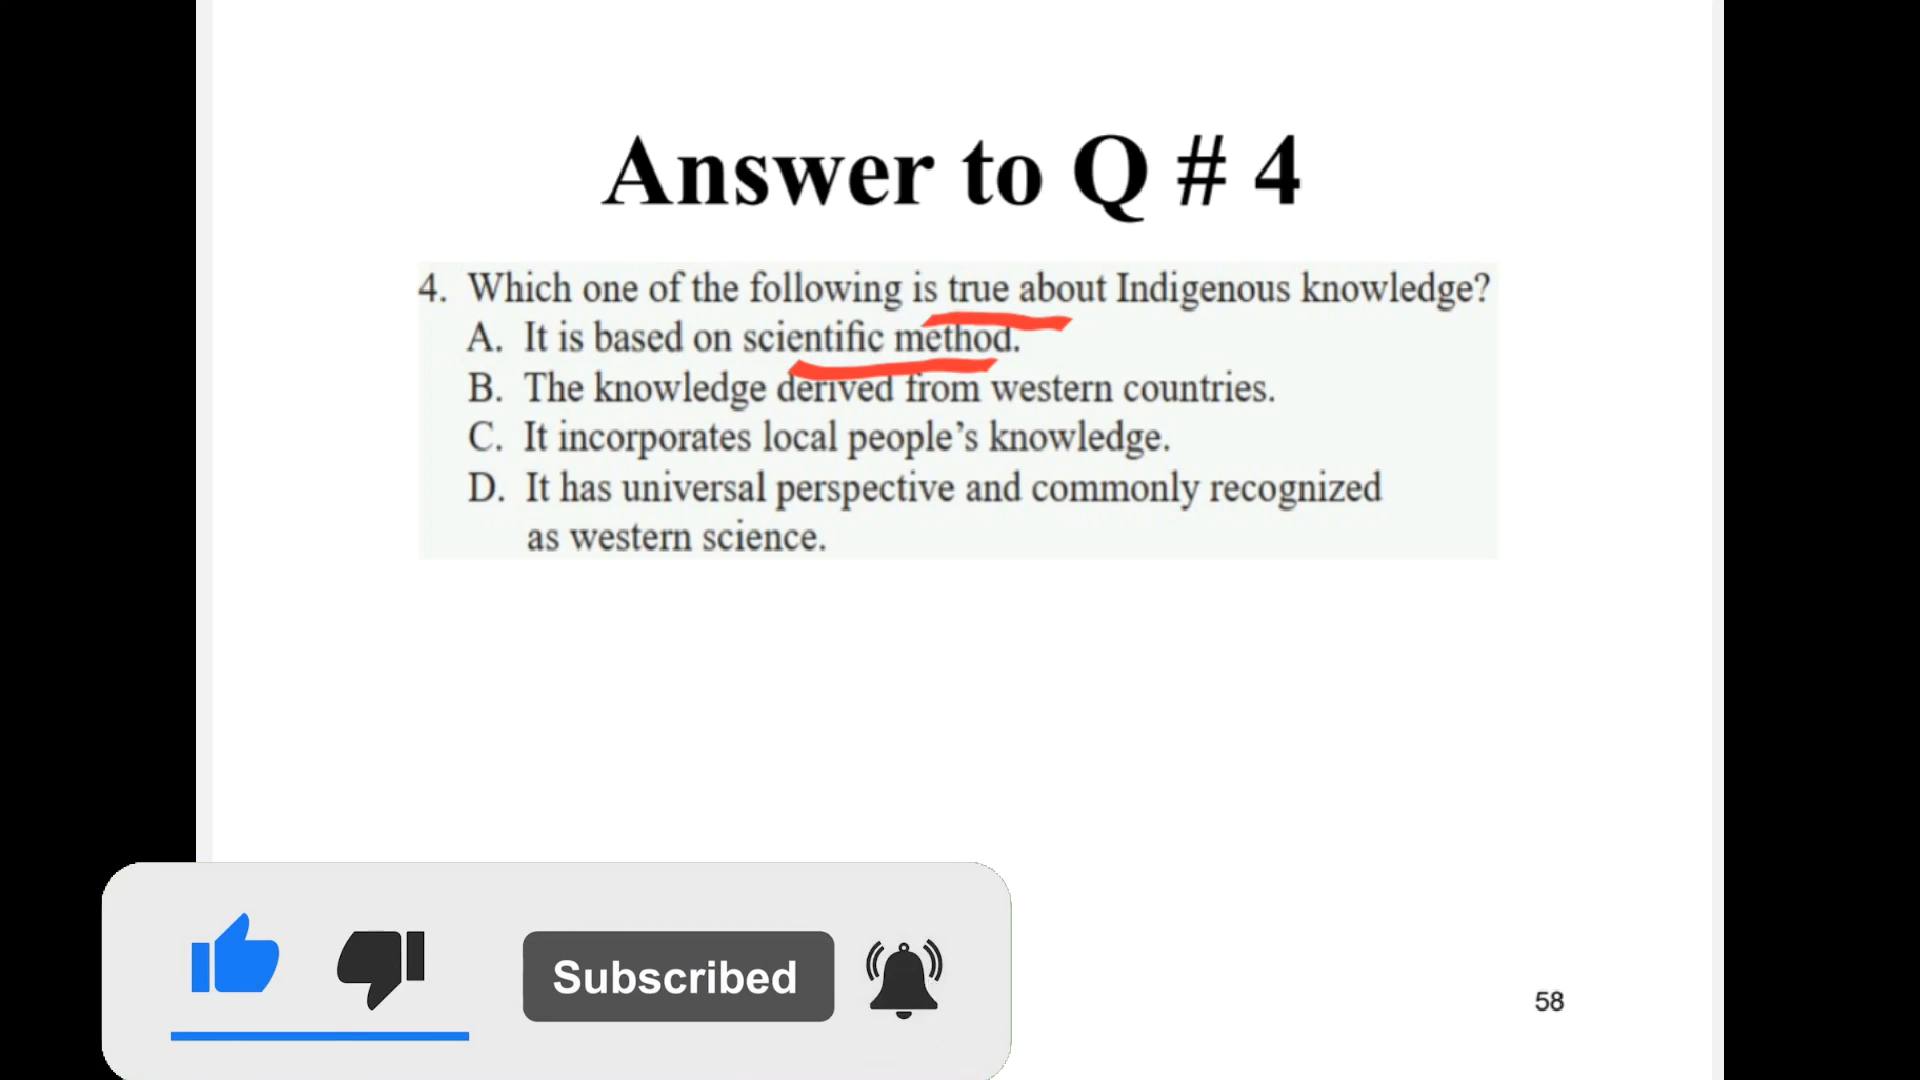 Answer to Q # 4
4. Which one of the following is true about Indigenous knowledge?
A. It is based on scientific method.
B. The knowledge derived from western countries.
C. It incorporates local people’s knowledge.
D. It has universal perspective and commonly recognized
as western science.
Subscribed
58